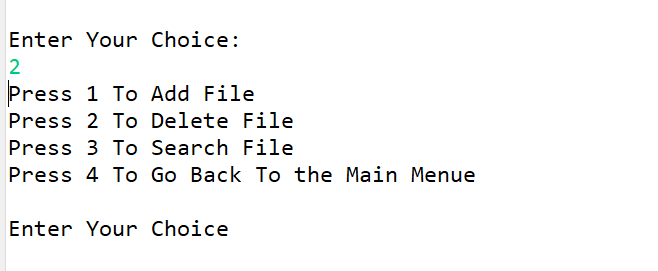 Enter Your Choice:
2
Press 1 To Add File
Press 2 To Delete File
Press 3 To Search File
Press 4 To Go Back To the Main Menue
Enter Your Choice